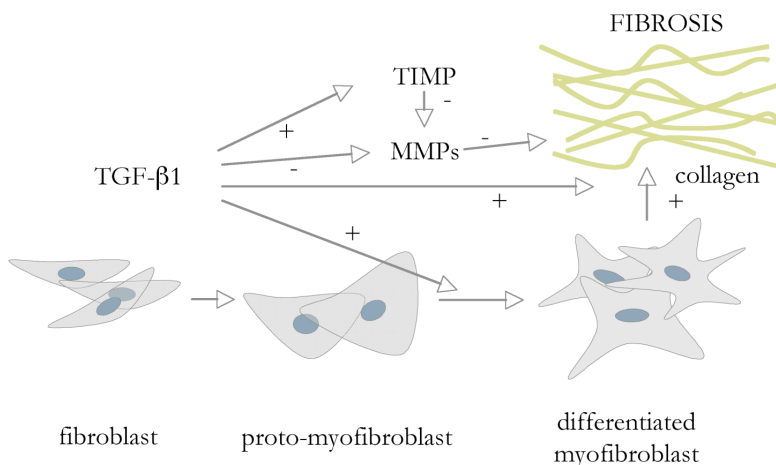 FIBROSIS
TIMP
-
+
MMPs
-
-
TGF-β1
collagen
+
+
+
fibroblast
proto-myofibroblast
differentiated
myofibroblast